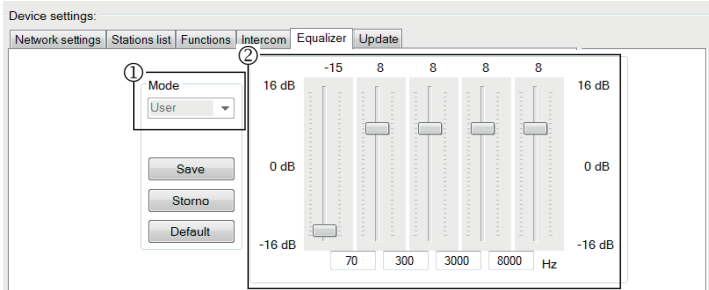 Device settings:
Network settings Stations list Functions Intercom Equalizer Update
① ②
Mode
User
Save
Storno
Default
-15 8 8 8 8
16 dB 16 dB
0 dB 0 dB
-16 dB -16 dB
70 300 3000 8000 Hz